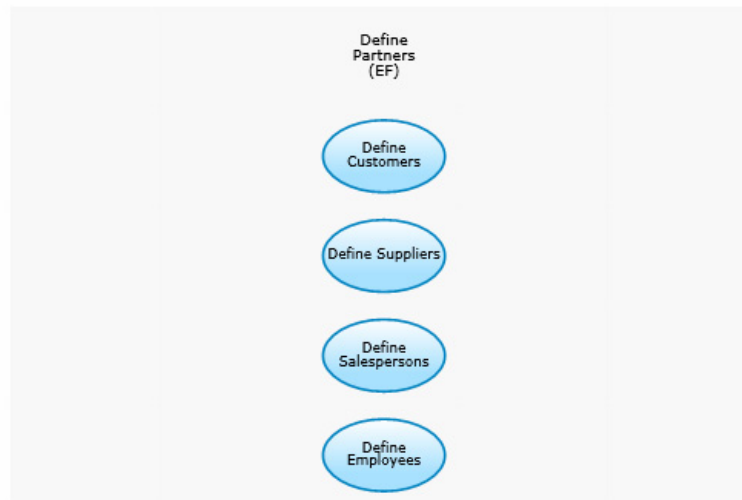 Define
Partners
(EF)
Define
Customers
Define Suppliers
Define
Salespersons
Define
Employees